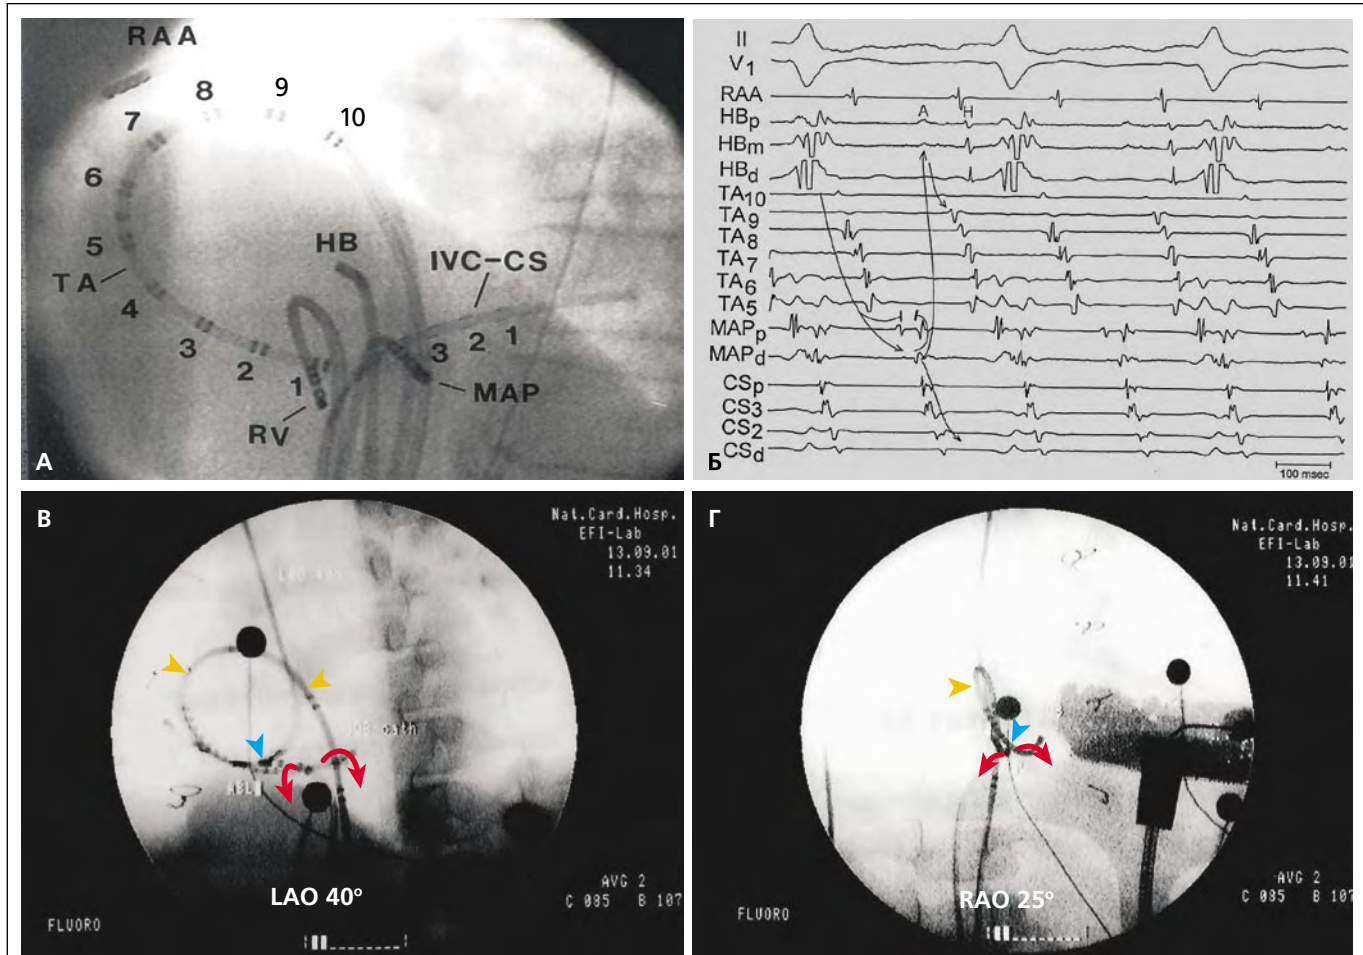 RAA
8
9
7
10
6
HB
5
IVC–CS
TA
4
3
2
1
3
2
1
MAP
RV
А
II
V1
RAA
HBp
A
H
HBm
HBd
TA10
TA9
TA8
TA7
TA6
TA5
MAPp
MAPd
CSp
CS3
CS2
CSd
Б
100 msec
В
Nat.Card.Hosp.
EFI-Lab
13.09.01
11.34
LAO 40°
AVG 2
C 085 B 107
FLUORO
Г
Nat.Card.Hosp.
EFI-Lab
13.09.01
11.41
RAO 25°
AVG 2
C 085 B 107
FLUORO